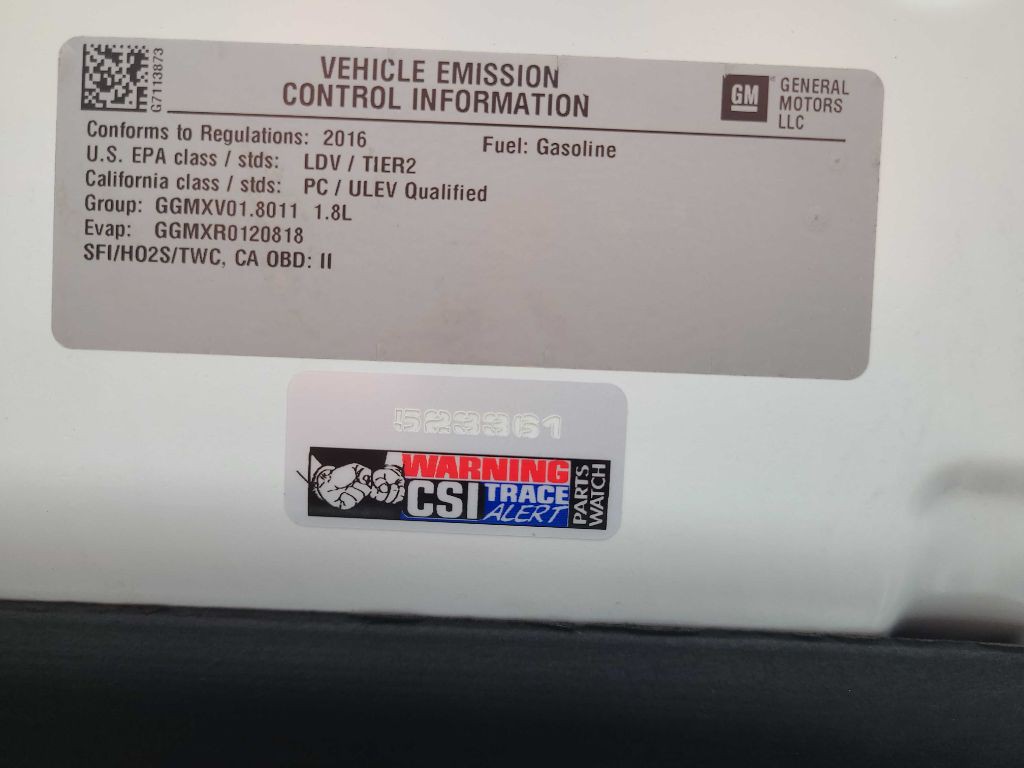 G7113873
VEHICLE EMISSION
CONTROL INFORMATION
GM
GENERAL
MOTORS
LLC
Conforms to Regulations: 2016
Fuel: Gasoline
U.S. EPA class / stds: LDV / TIER2
California class / stds: PC / ULEV Qualified
Group: GGMXV01.8011 1.8L
Evap: GGMXR0120818
SFI/HO2S/TWC, CA OBD: II
523361
WARNING
CSI TRACE
ALERT
PARTS
WATCH